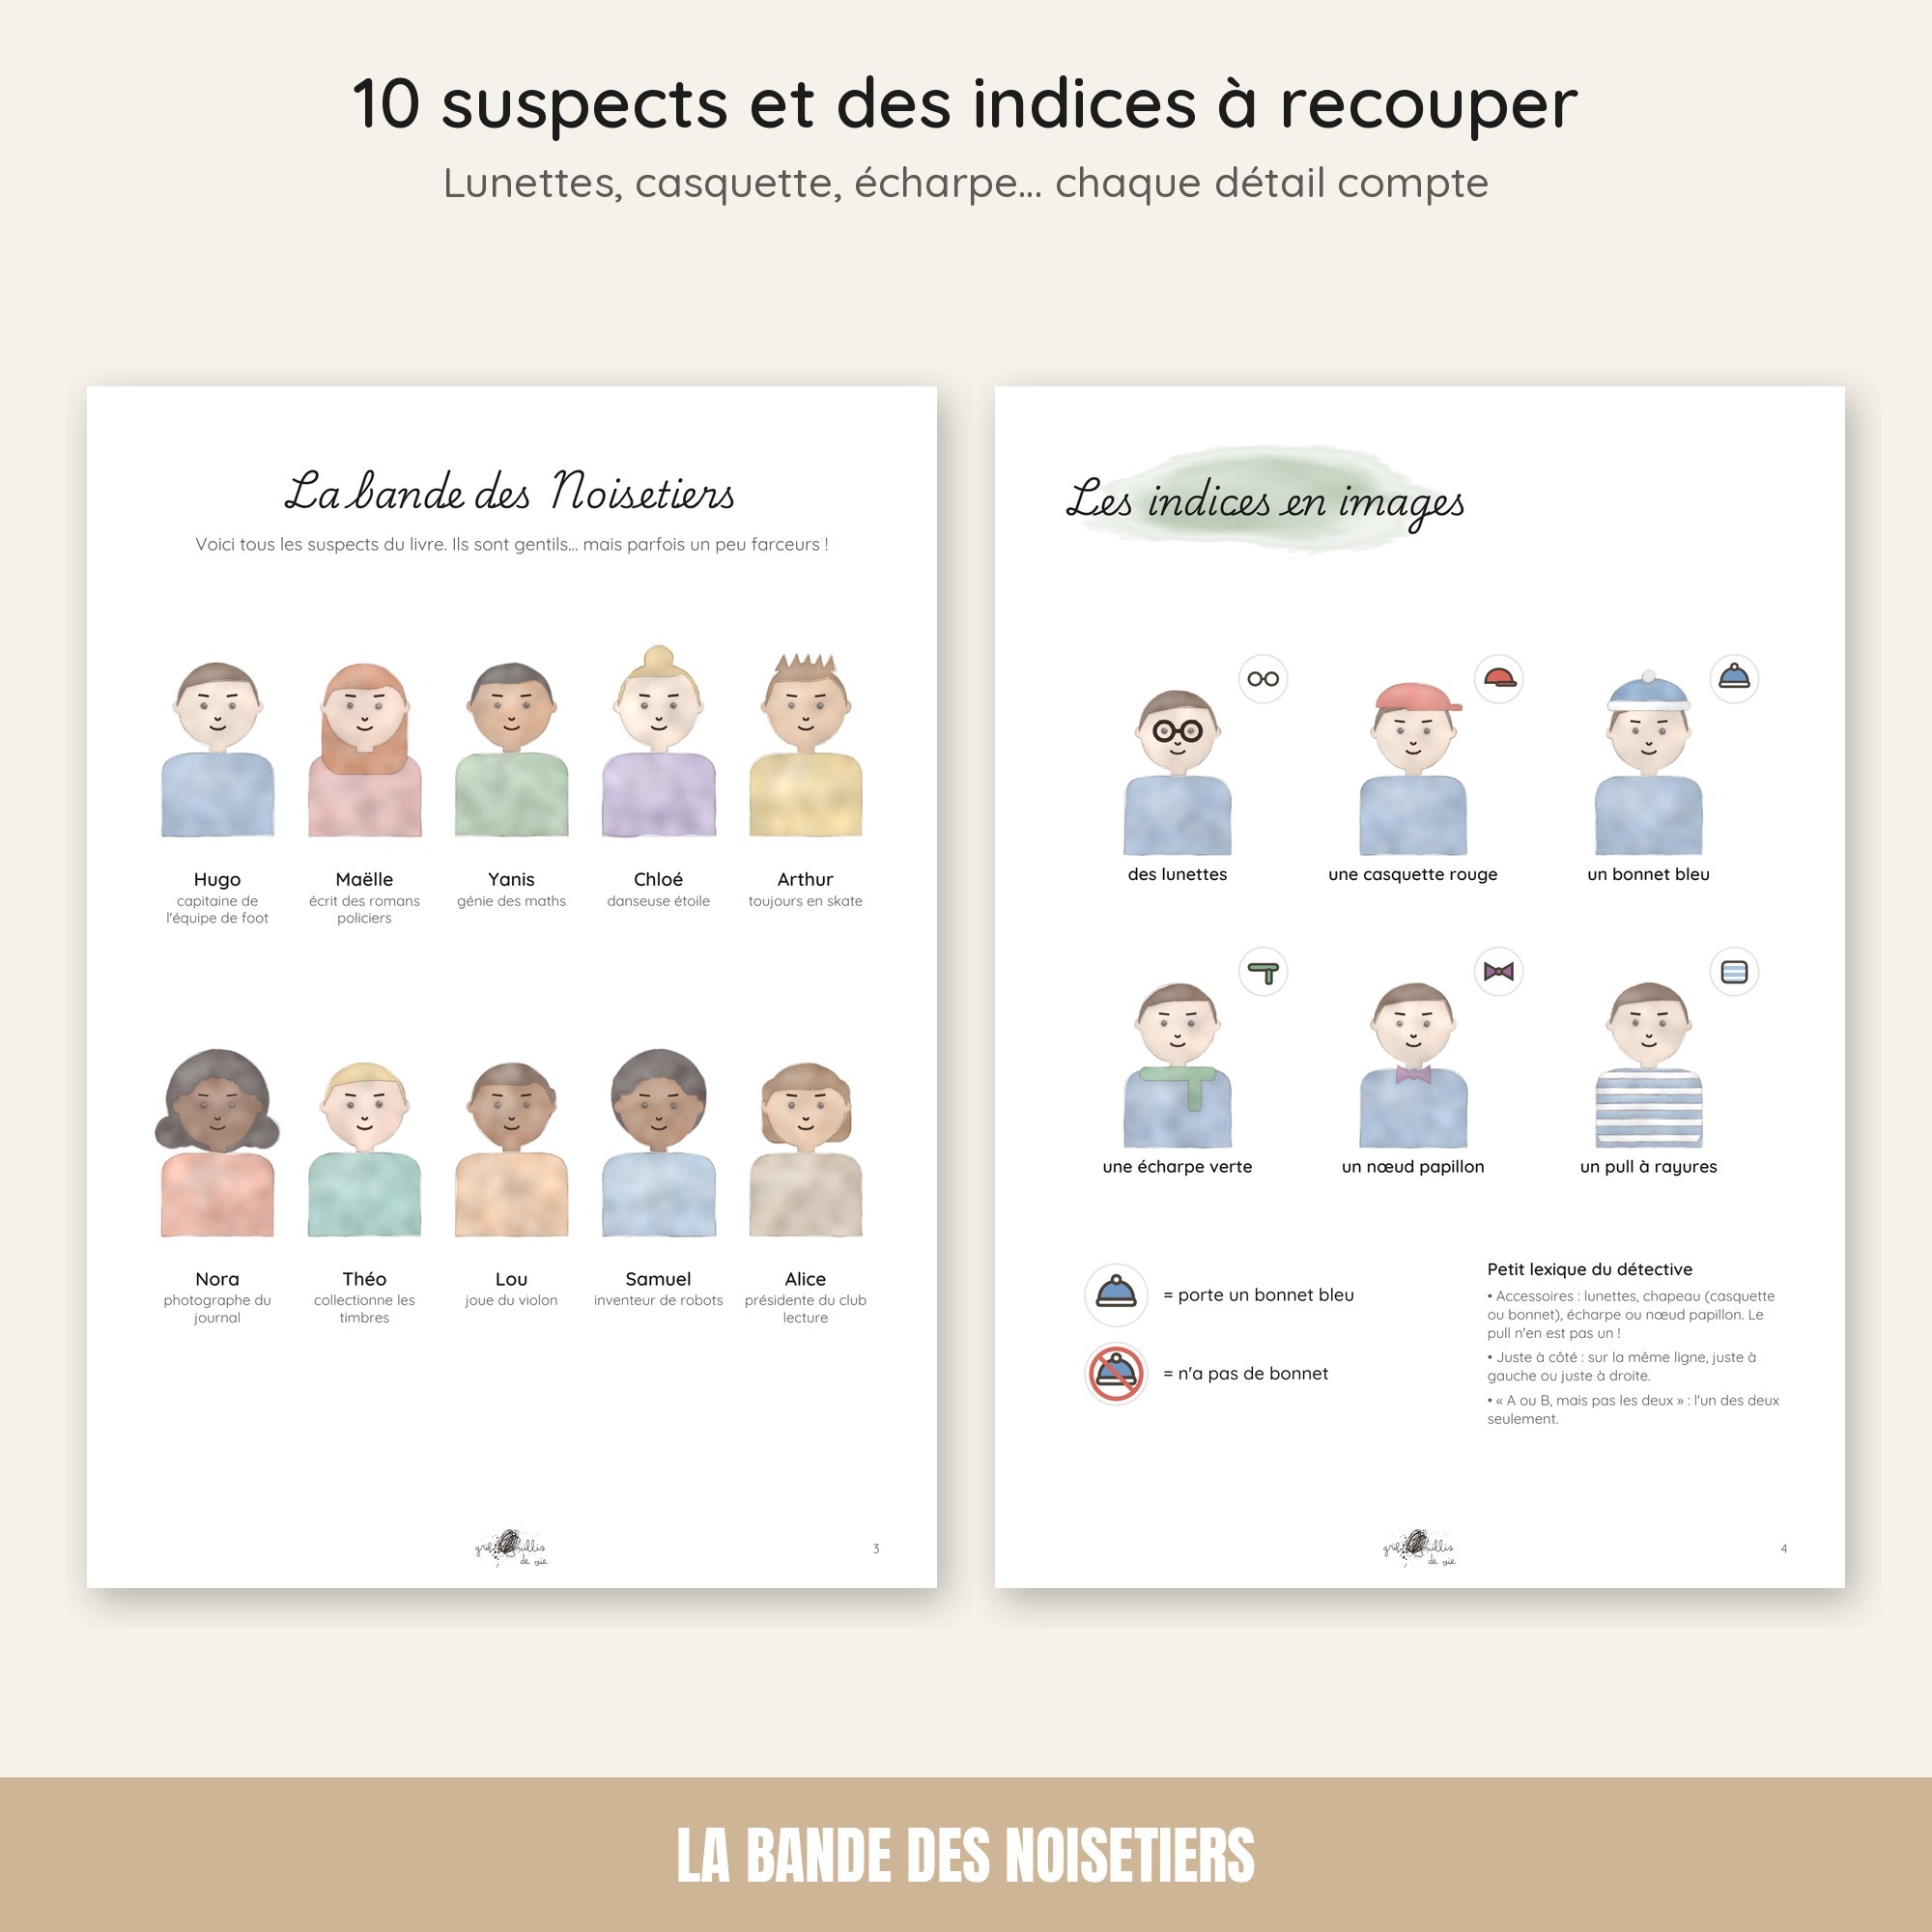 10 suspects et des indices à recouper
Lunettes, casquette, écharpe... chaque détail compte
La bande des Noisetiers
Voici tous les suspects du livre. Ils sont gentils... mais parfois un peu farceurs !
Hugo
capitaine de
l'équipe de foot
Maëlle
écrit des romans
policiers
Yanis
génie des maths
Chloé
danseuse étoile
Arthur
toujours en skate
Nora
photographe du
journal
Théo
collectionne les
timbres
Lou
joue du violon
Samuel
inventeur de robots
Alice
présidente du club
lecture
de vie
3
Les indices en images
des lunettes
une casquette rouge
un bonnet bleu
une écharpe verte
un nœud papillon
un pull à rayures
= porte un bonnet bleu
= n'a pas de bonnet
Petit lexique du détective
• Accessoires : lunettes, chapeau (casquette
ou bonnet), écharpe ou nœud papillon. Le
pull n'en est pas un !
• Juste à côté : sur la même ligne, juste à
gauche ou juste à droite.
• « A ou B, mais pas les deux » : l'un des deux
seulement.
de vie
4
LA BANDE DES NOISETIERS